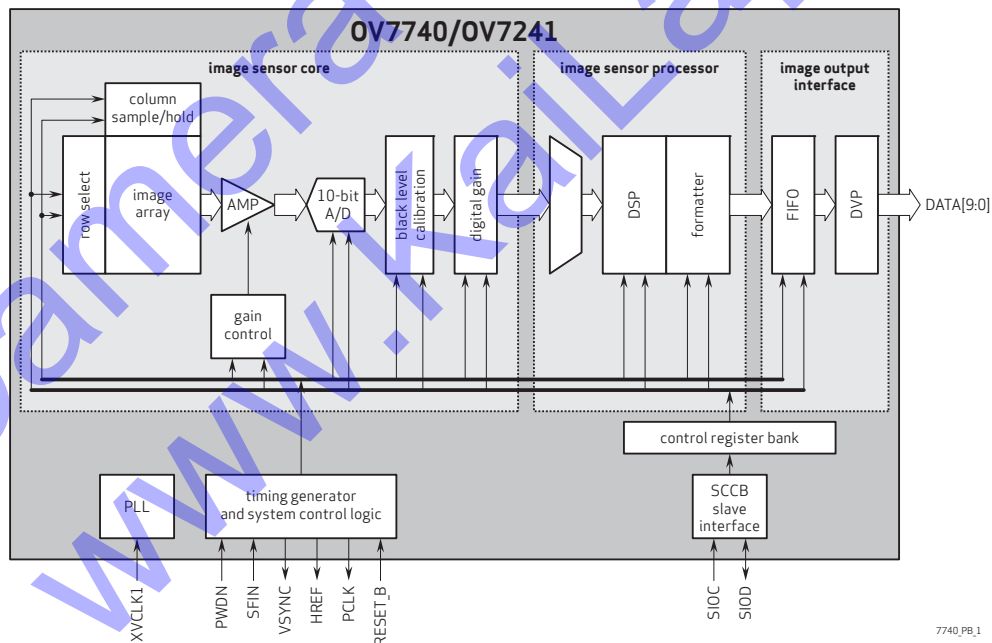 OV7740/OV7241
image sensor core
image sensor processor
image output
interface
column
sample/hold
row select
image
array
AMP
10-bit
A/D
black level
calibration
digital gain
DSP
formatter
FIFO
DVP
DATA[9:0]
gain
control
control register bank
PLL
timing generator
and system control logic
SCCB
slave
interface
XVCLK1
PWDN
SFIN
VSYNC
HREF
PCLK
RESET_B
SIOC
SIOD
7740_PB_1
camera
www.KaiLa